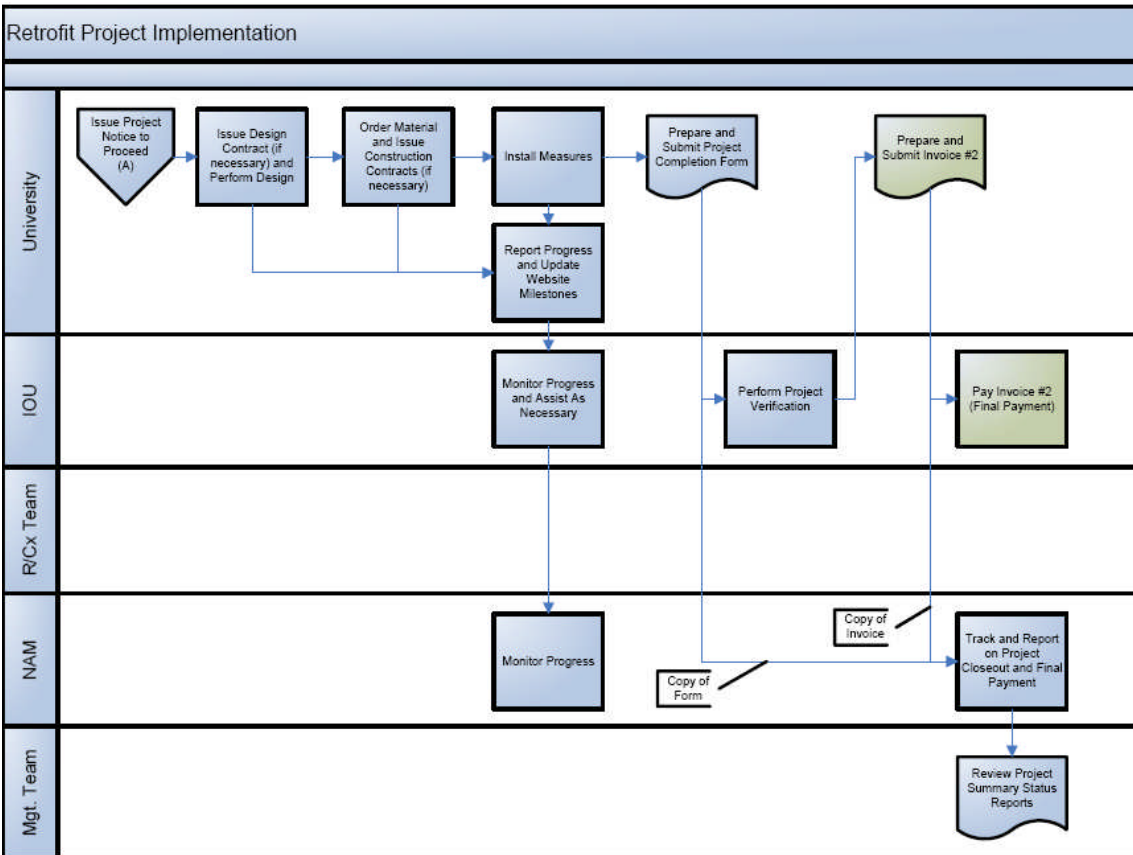 Retrofit Project Implementation
University
Issue Project
Notice to
Proceed
(A)
Issue Design
Contract (if
necessary) and
Perform Design
Order Material
and Issue
Construction
Contracts (if
necessary)
Install Measures
Prepare and
Submit Project
Completion Form
Prepare and
Submit Invoice #2
Report Progress
and Update
Website
Milestones
IOU
Monitor Progress
and Assist As
Necessary
Perform Project
Verification
Pay Invoice #2
(Final Payment)
R/Cx Team
NAM
Monitor Progress
Copy of
Form
Copy of
Invoice
Track and Report
on Project
Closeout and Final
Payment
Mgt. Team
Review Project
Summary Status
Reports